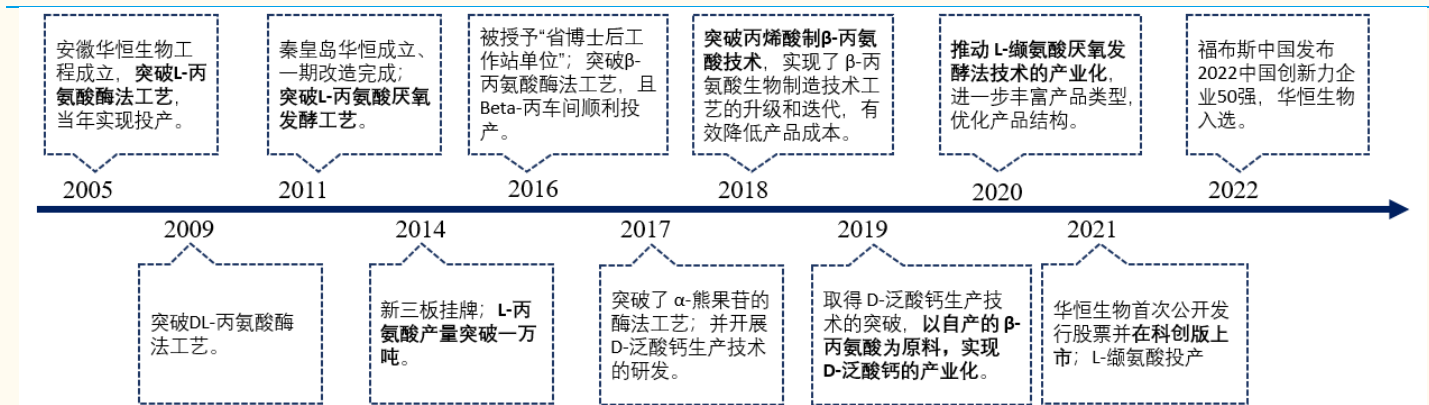 安徽华恒生物工
程成立，突破L-丙
氨酸酶法工艺，
当年实现投产。
秦皇岛华恒成立、
一期改造完成；
突破L-丙氨酸厌氧
发酵工艺。
被授予“省博士后工
作站单位”；突破β-
丙氨酸酶法工艺，且
Beta-丙车间顺利投
产。
突破丙烯酸制β-丙氨
酸技术，实现了 β-丙
氨酸生物制造技术工
艺的升级和迭代，有
效降低产品成本。
推动 L-缬氨酸厌氧发
酵法技术的产业化，
进一步丰富产品类型，
优化产品结构。
福布斯中国发布
2022中国创新力企
业50强，华恒生物
入选。
2005
2011
2016
2018
2020
2022
2009
2014
2017
2019
2021
突破DL-丙氨酸酶
法工艺。
新三板挂牌；L-丙
氨酸产量突破一万
吨。
突破了 α-熊果苷的
酶法工艺；并开展
D-泛酸钙生产技术
的研发。
取得 D-泛酸钙生产技
术的突破，以自产的 β-
丙氨酸为原料，实现
D-泛酸钙的产业化。
华恒生物首次公开发
行股票并在科创版上
市；L-缬氨酸投产